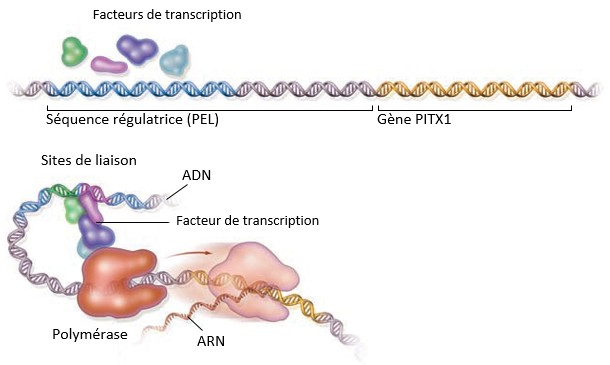 Facteurs de transcription
Séquence régulatrice (PEL)
Gène PITX1
Sites de liaison
ADN
Facteur de transcription
Polymérase
ARN